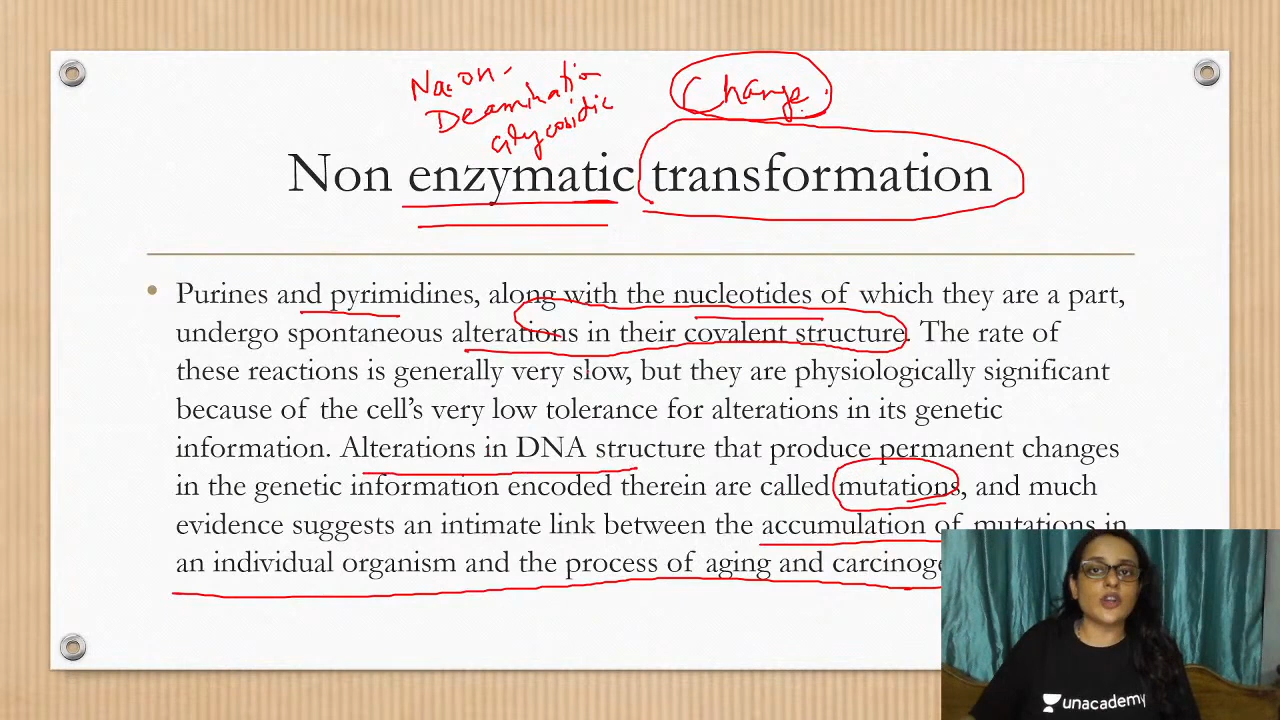 Change.
Deamination
Glycosidic
Non enzymatic transformation
• Purines and pyrimidines, along with the nucleotides of which they are a part,
undergo spontaneous alterations in their covalent structure. The rate of
these reactions is generally very slow, but they are physiologically significant
because of the cell’s very low tolerance for alterations in its genetic
information. Alterations in DNA structure that produce permanent changes
in the genetic information encoded therein are called mutations, and much
evidence suggests an intimate link between the accumulation of mutations in
an individual organism and the process of aging and carcinoge
unacademy